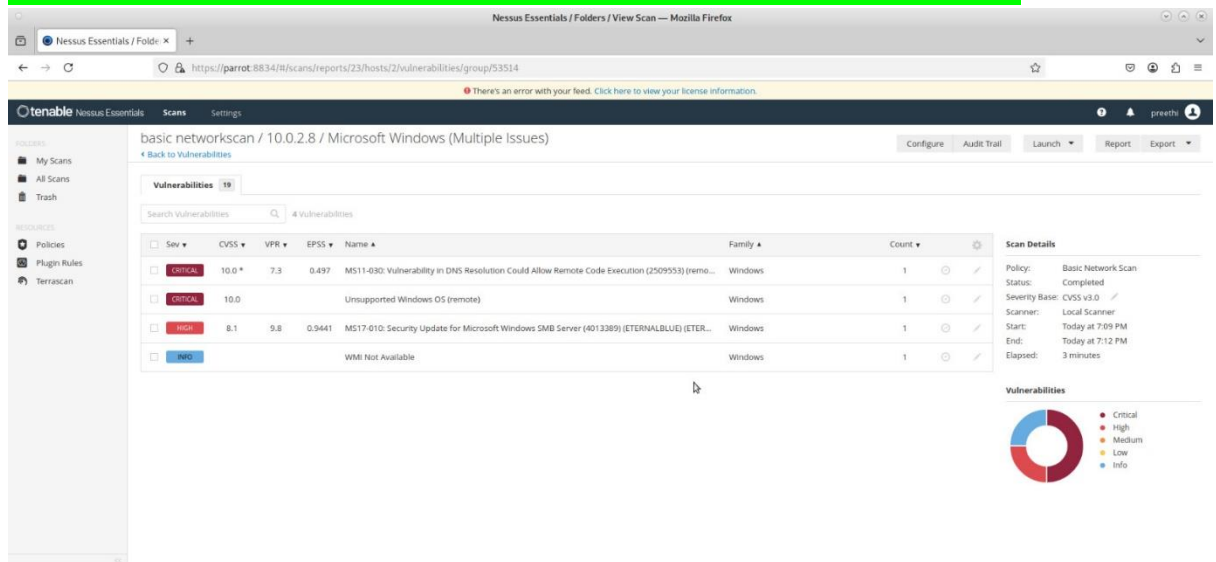 Nessus Essentials / Folders / View Scan — Mozilla Firefox
Nessus Essentials / Folde
https://parrot:8834/#/scans/reports/23/hosts/2/vulnerabilities/group/53514
There's an error with your feed. Click here to view your license information.
tenable Nessus Essentials Scans Settings preethi
FOLDERS
My Scans
All Scans
Trash
RESOURCES
Policies
Plugin Rules
Terrascan
basic networkscan / 10.0.2.8 / Microsoft Windows (Multiple Issues)
Back to Vulnerabilities
Configure Audit Trail Launch Report Export
Vulnerabilities 19
Search Vulnerabilities 4 Vulnerabilities
Sev CVSS VPR EPSS Name Family Count
CRITICAL 10.0 * 7.3 0.497 MS11-030: Vulnerability in DNS Resolution Could Allow Remote Code Execution (2509553) (remo... Windows 1
CRITICAL 10.0 Unsupported Windows OS (remote) Windows 1
HIGH 8.1 9.8 0.9441 MS17-010: Security Update for Microsoft Windows SMB Server (4013389) (ETERNALBLUE) (ETER... Windows 1
INFO WMI Not Available Windows 1
Scan Details
Policy: Basic Network Scan
Status: Completed
Severity Base: CVSS v3.0
Scanner: Local Scanner
Start: Today at 7:09 PM
End: Today at 7:12 PM
Elapsed: 3 minutes
Vulnerabilities
Critical
High
Medium
Low
Info